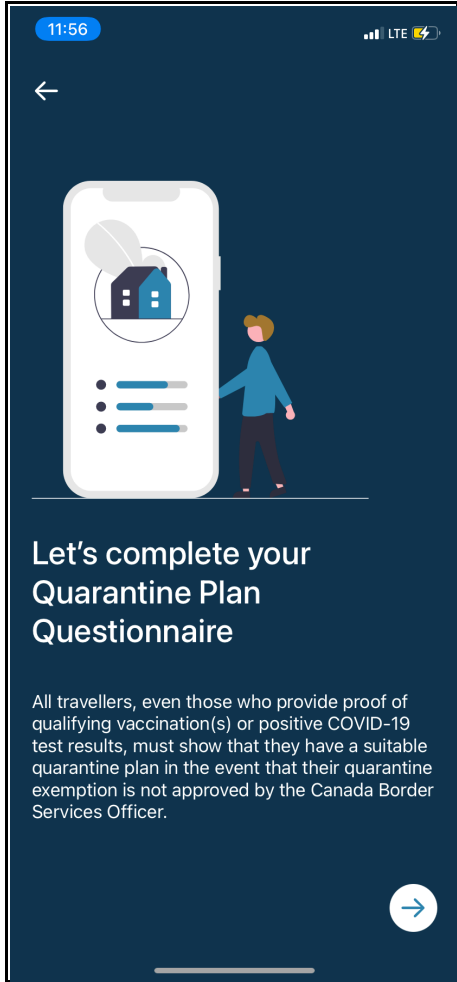 11:56
LTE
Let's complete your
Quarantine Plan
Questionnaire
All travellers, even those who provide proof of
qualifying vaccination(s) or positive COVID-19
test results, must show that they have a suitable
quarantine plan in the event that their quarantine
exemption is not approved by the Canada Border
Services Officer.